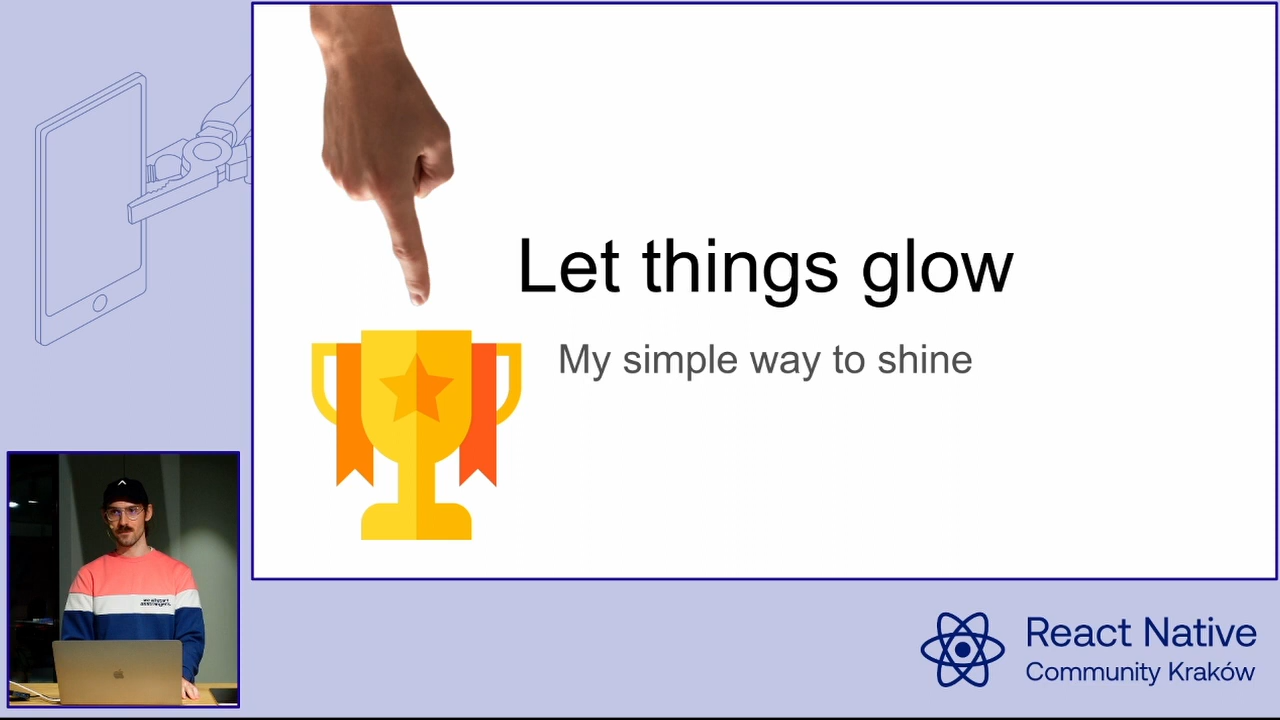 Let things glow
My simple way to shine
React Native
Community Kraków